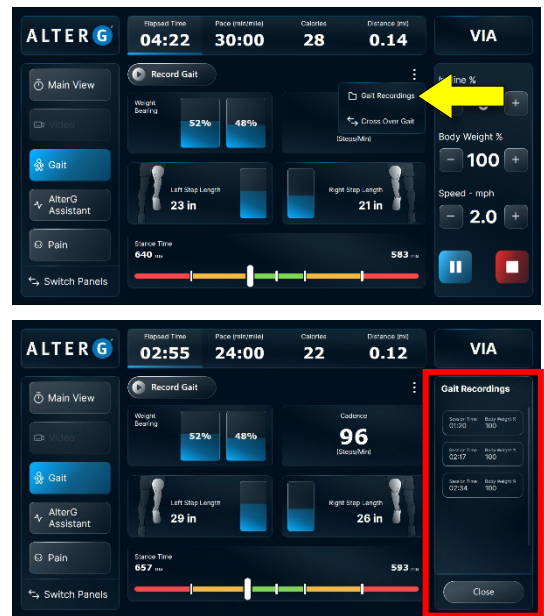 ALTERG
Elapsed Time
04:22
Pace (min/mile)
30:00
Calories
28
Distance (mi)
0.14
VIA
Main View
Video
Gait
AlterG
Assistant
Pain
Switch Panels
Record Gait
Gait Recordings
Cross Over Gait
Weight
Bearing
52%
48%
(Steps/Min)
Left Step Length
23 in
Right Step Length
21 in
Stance Time
640 ms
583 ms
%
Body Weight %
- 100 +
Speed - mph
- 2.0 +
ALTERG
Elapsed Time
02:55
Pace (min/mile)
24:00
Calories
22
Distance (mi)
0.12
VIA
Main View
Video
Gait
AlterG
Assistant
Pain
Switch Panels
Record Gait
Weight
Bearing
52%
48%
Cadence
96
(Steps/Min)
Left Step Length
29 in
Right Step Length
26 in
Stance Time
657 ms
593 ms
Gait Recordings
Session Time Body Weight %
01:20 100
Session Time Body Weight %
02:17 100
Session Time Body Weight %
02:34 100
Close